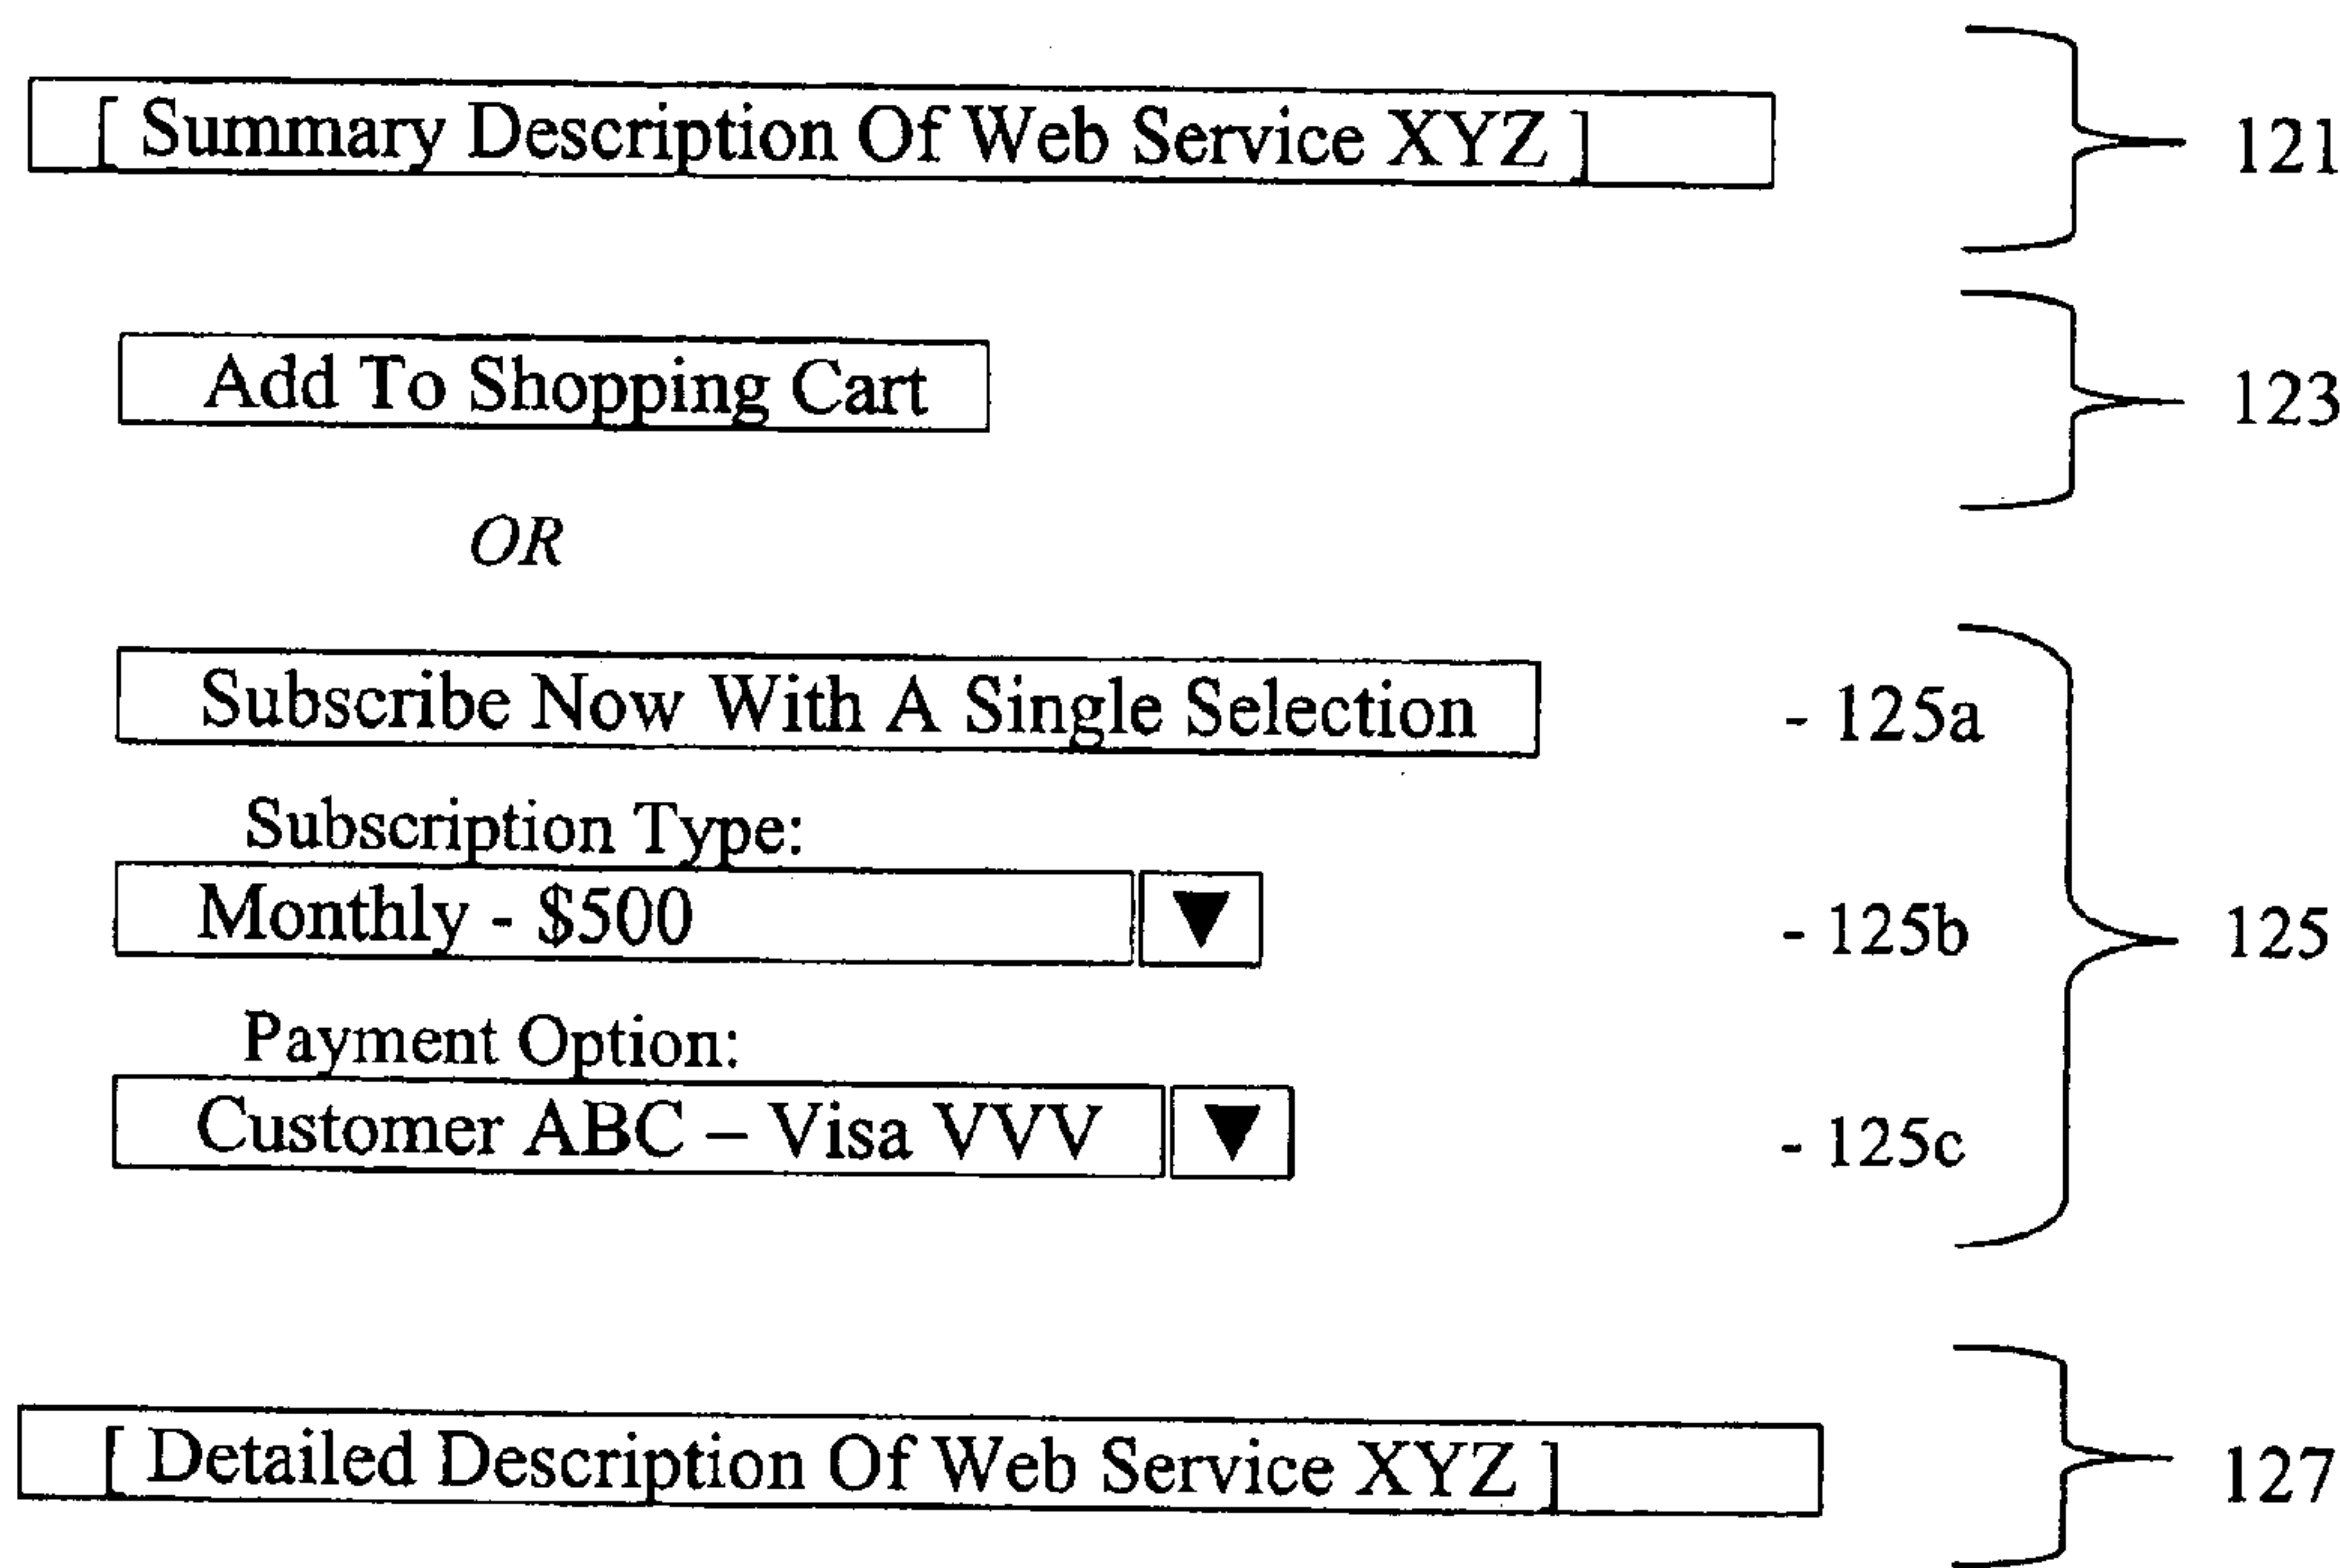 [ Summary Description Of Web Service XYZ ] 121
Add To Shopping Cart 123
OR
Subscribe Now With A Single Selection - 125a
Subscription Type:
Monthly - $500 ▼ - 125b 125
Payment Option:
Customer ABC – Visa VVV ▼ - 125c
[ Detailed Description Of Web Service XYZ ] 127